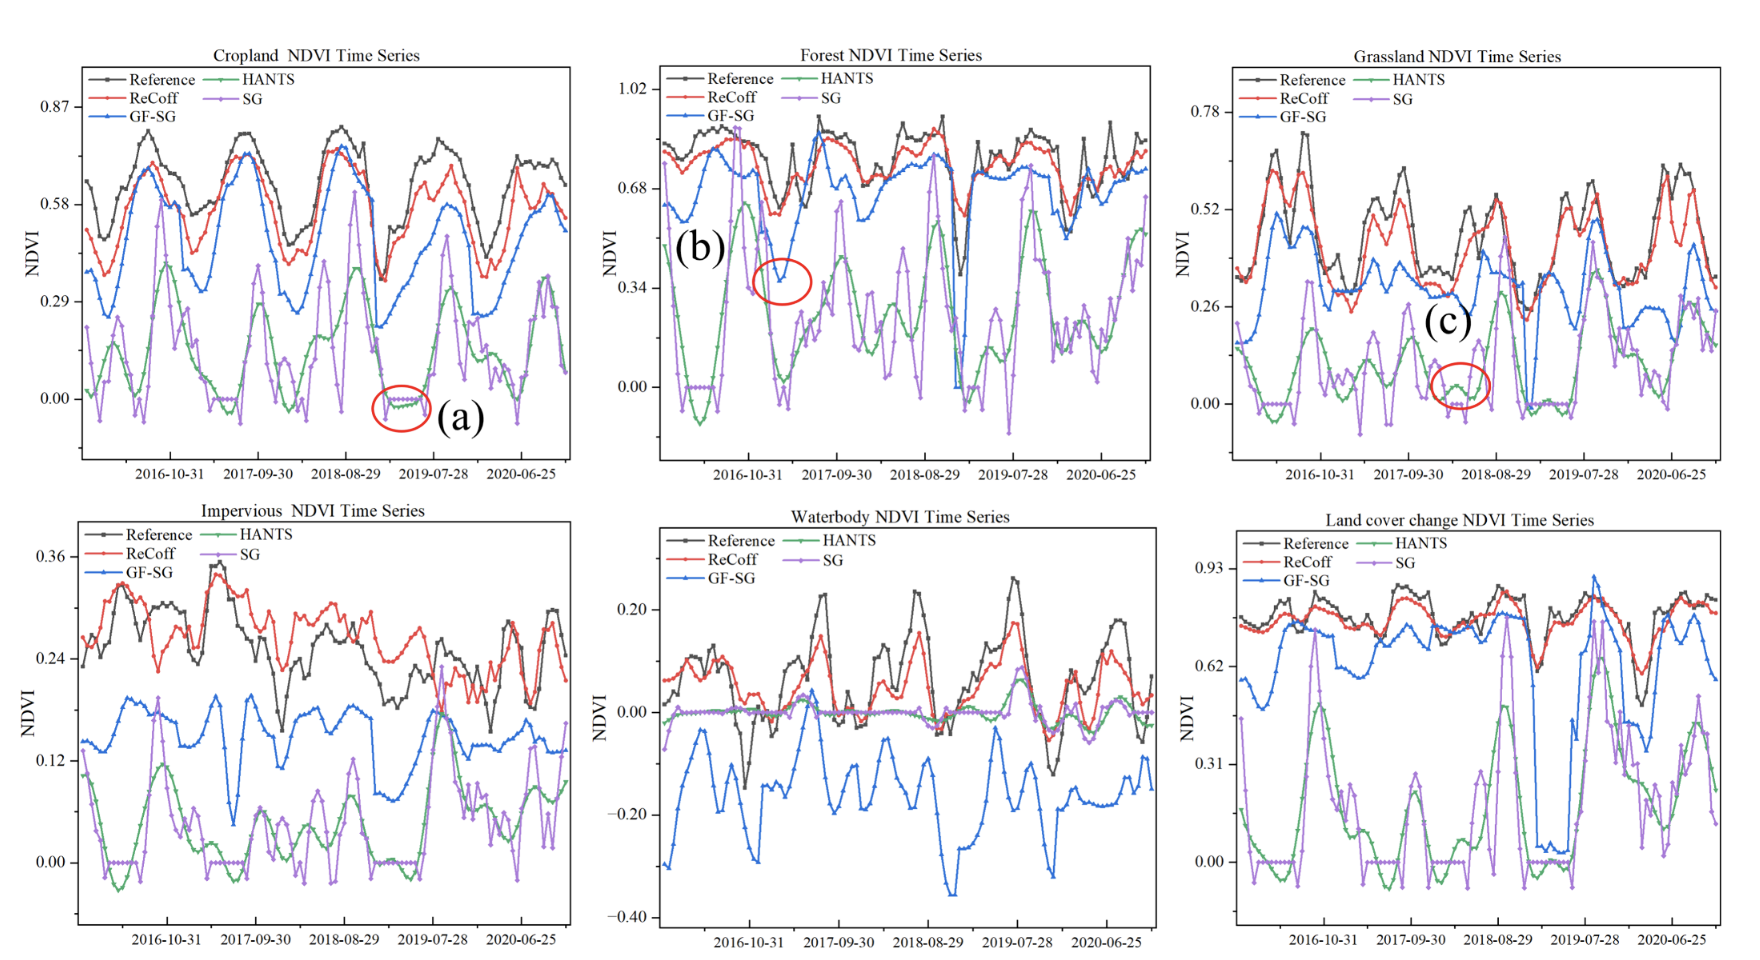 Cropland NDVI Time Series
Reference HANTS
ReCoff SG
GF-SG
0.87
0.58
0.29
0.00
NDVI
(a)
2016-10-31 2017-09-30 2018-08-29 2019-07-28 2020-06-25
Forest NDVI Time Series
Reference HANTS
ReCoff SG
GF-SG
1.02
0.68
0.34
0.00
NDVI
(b)
2016-10-31 2017-09-30 2018-08-29 2019-07-28 2020-06-25
Grassland NDVI Time Series
Reference HANTS
ReCoff SG
GF-SG
0.78
0.52
0.26
0.00
NDVI
(c)
2016-10-31 2017-09-30 2018-08-29 2019-07-28 2020-06-25
Impervious NDVI Time Series
Reference HANTS
ReCoff SG
GF-SG
0.36
0.24
0.12
0.00
NDVI
2016-10-31 2017-09-30 2018-08-29 2019-07-28 2020-06-25
Waterbody NDVI Time Series
Reference HANTS
ReCoff SG
GF-SG
0.20
0.00
−0.20
−0.40
NDVI
2016-10-31 2017-09-30 2018-08-29 2019-07-28 2020-06-25
Land cover change NDVI Time Series
Reference HANTS
ReCoff SG
GF-SG
0.93
0.62
0.31
0.00
NDVI
2016-10-31 2017-09-30 2018-08-29 2019-07-28 2020-06-25